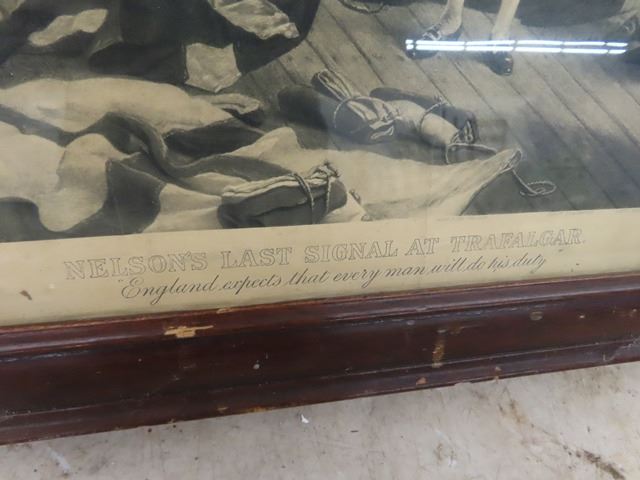 NELSON'S LAST SIGNAL AT TRAFALGAR.
"England expects that every man will do his duty"